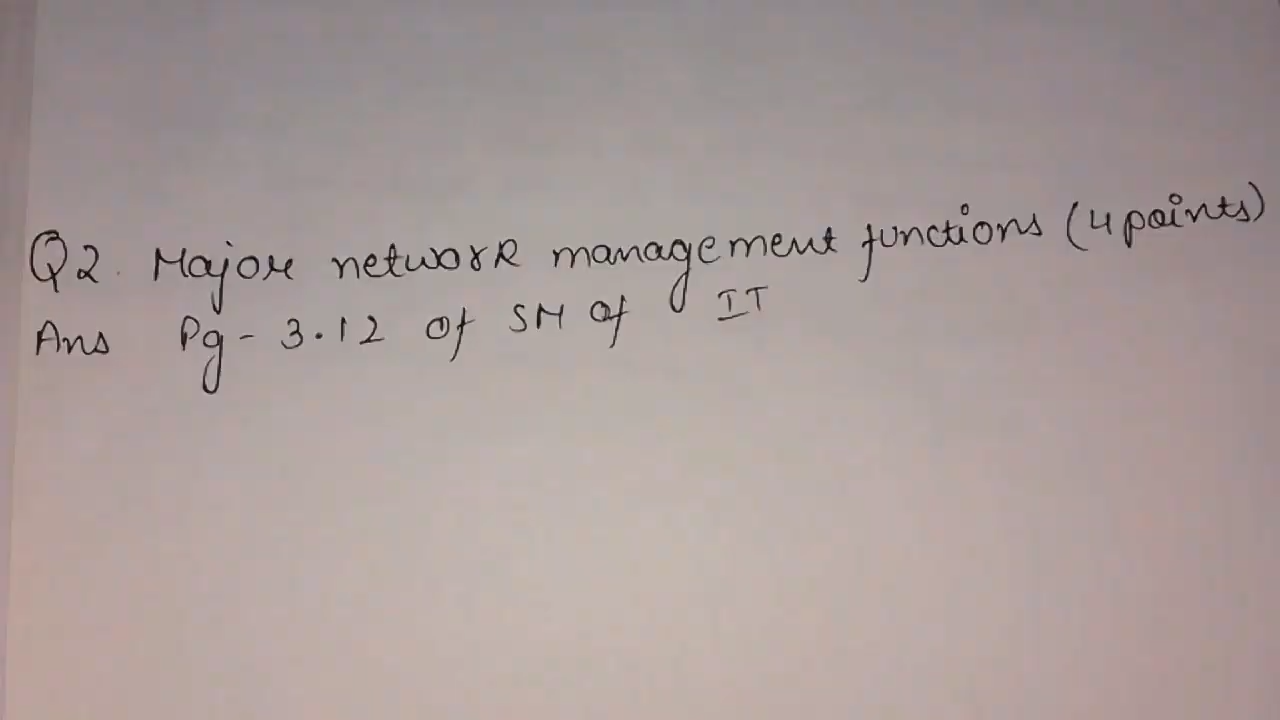 Q2. Major network management functions (4 points)
Ans Pg - 3.12 of SM of IT